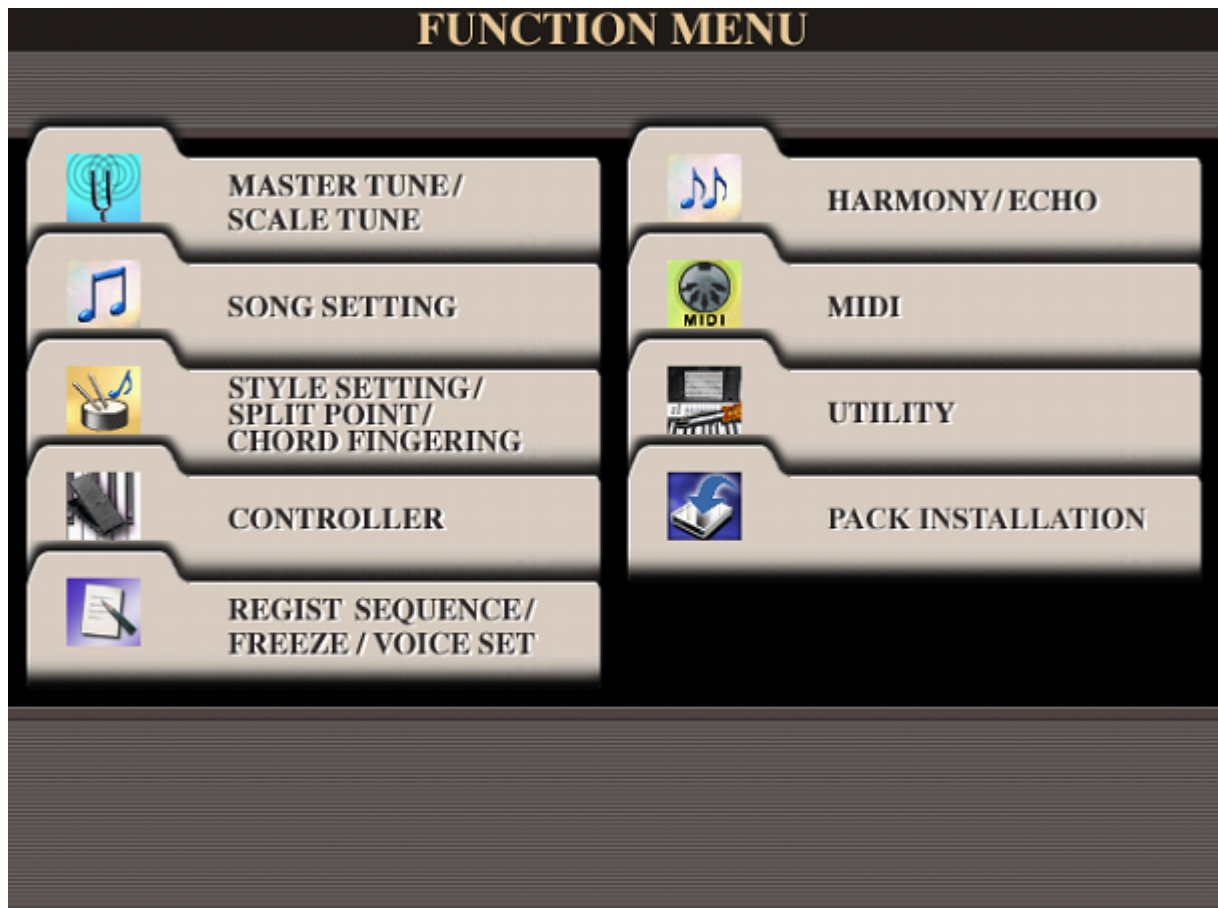 FUNCTION MENU
MASTER TUNE/
SCALE TUNE
SONG SETTING
STYLE SETTING/
SPLIT POINT/
CHORD FINGERING
CONTROLLER
REGIST SEQUENCE/
FREEZE / VOICE SET
HARMONY/ECHO
MIDI
MIDI
UTILITY
PACK INSTALLATION